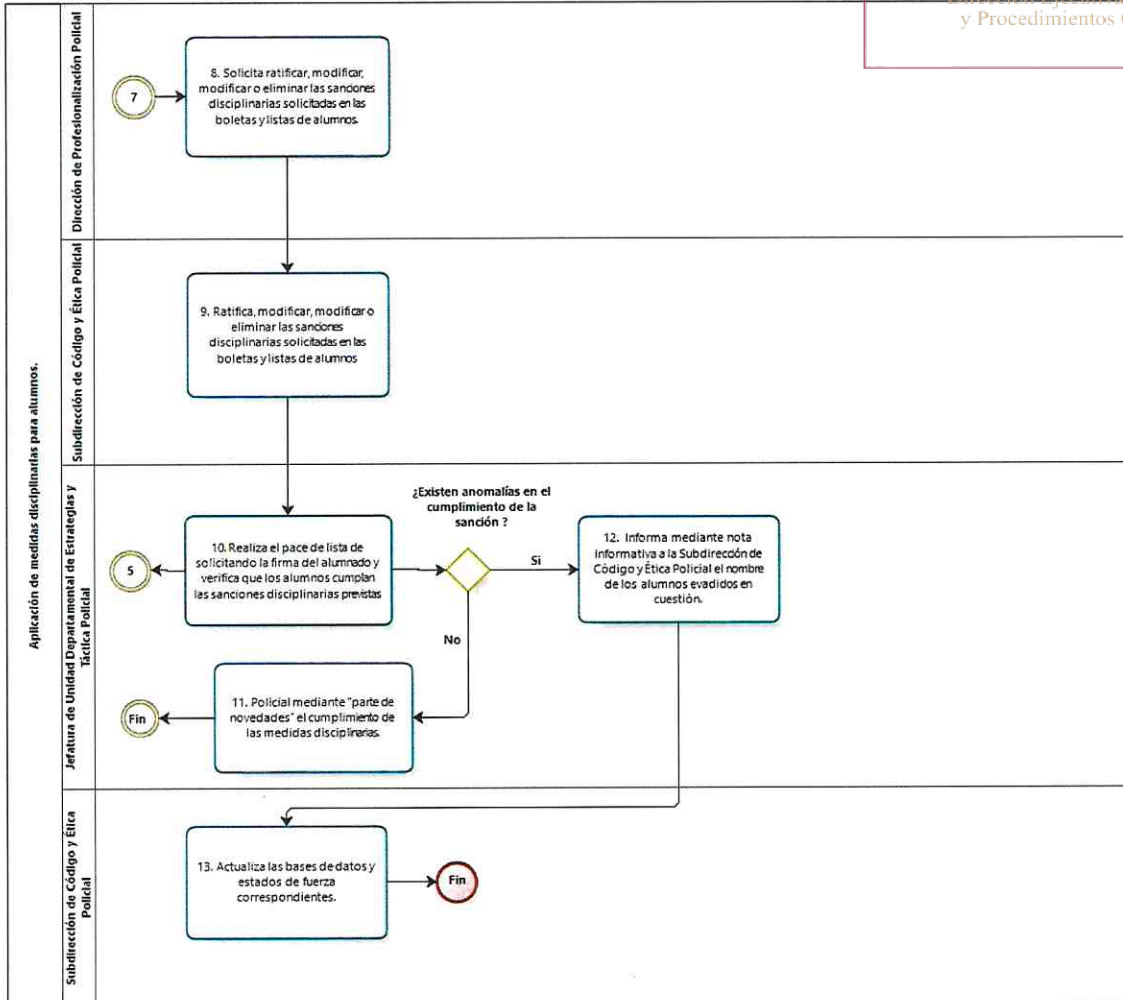 y Procedimientos
Aplicación de medidas disciplinarias para alumnos.
Dirección de Profesionalización Policial
7
8. Solicita ratificar, modificar,
modificar o eliminar las sanciones
disciplinarias solicitadas en las
boletas y listas de alumnos.
Subdirección de Código y Ética Policial
9. Ratifica, modificar, modificar o
eliminar las sanciones
disciplinarias solicitadas en las
boletas y listas de alumnos
Jefatura de Unidad Departamental de Estrategias y
Táctica Policial
5
10. Realiza el pace de lista de
solicitando la firma del alumnado y
verifica que los alumnos cumplan
las sanciones disciplinarias previstas
¿Existen anomalías en el
cumplimiento de la
sanción ?
Si
No
12. Informa mediante nota
informativa a la Subdirección de
Código y Ética Policial el nombre
de los alumnos evadidos en
cuestión.
Fin
11. Policial mediante "parte de
novedades" el cumplimiento de
las medidas disciplinarias.
Subdirección de Código y Ética
Policial
13. Actualiza las bases de datos y
estados de fuerza
correspondientes.
Fin